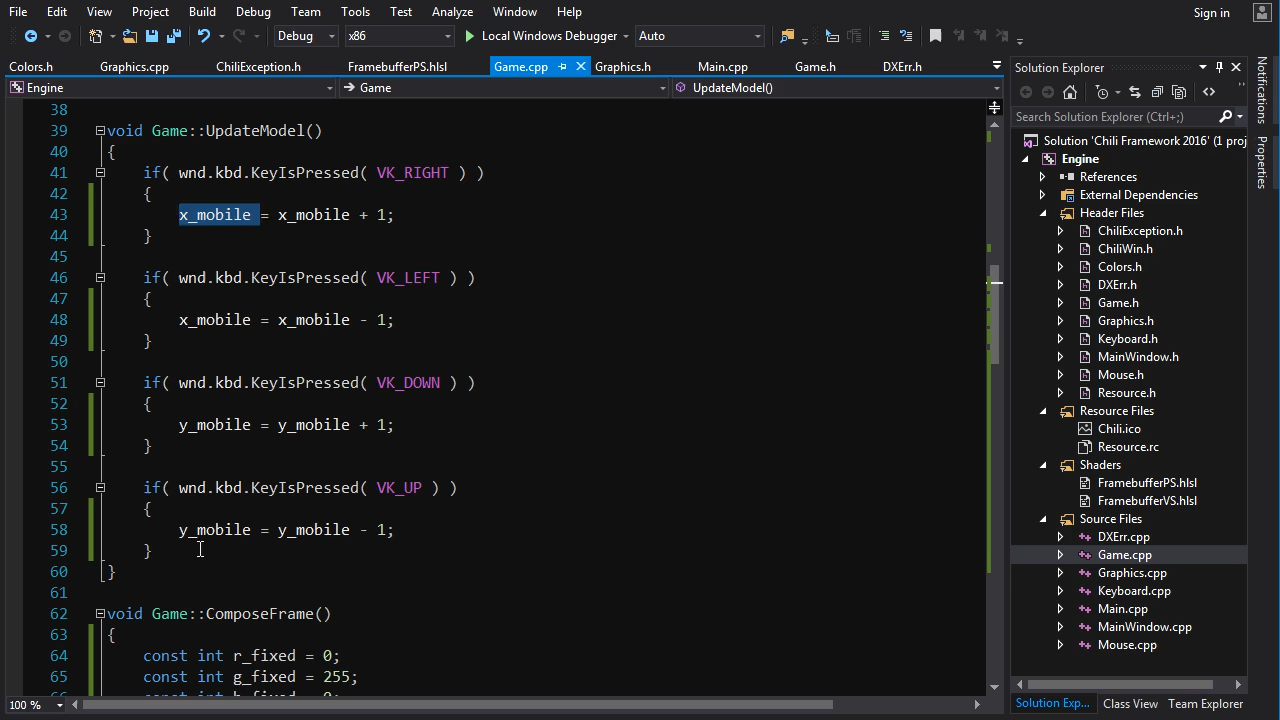 File Edit View Project Build Debug Team Tools Test Analyze Window Help Sign in
Debug x86 Local Windows Debugger Auto
Colors.h Graphics.cpp ChiliException.h FramebufferPS.hlsl Game.cpp Graphics.h Main.cpp Game.h DXErr.h
Engine Game UpdateModel()
38
39 void Game::UpdateModel()
40 {
41 if( wnd.kbd.KeyIsPressed( VK_RIGHT ) )
42 {
43 x_mobile = x_mobile + 1;
44 }
45
46 if( wnd.kbd.KeyIsPressed( VK_LEFT ) )
47 {
48 x_mobile = x_mobile - 1;
49 }
50
51 if( wnd.kbd.KeyIsPressed( VK_DOWN ) )
52 {
53 y_mobile = y_mobile + 1;
54 }
55
56 if( wnd.kbd.KeyIsPressed( VK_UP ) )
57 {
58 y_mobile = y_mobile - 1;
59 }
60 }
61
62 void Game::ComposeFrame()
63 {
64 const int r_fixed = 0;
65 const int g_fixed = 255;
100 %
Solution Explorer
Search Solution Explorer (Ctrl+;)
Solution 'Chili Framework 2016' (1 proj
Engine
References
External Dependencies
Header Files
ChiliException.h
ChiliWin.h
Colors.h
DXErr.h
Game.h
Graphics.h
Keyboard.h
MainWindow.h
Mouse.h
Resource.h
Resource Files
Chili.ico
Resource.rc
Shaders
FramebufferPS.hlsl
FramebufferVS.hlsl
Source Files
DXErr.cpp
Game.cpp
Graphics.cpp
Keyboard.cpp
Main.cpp
MainWindow.cpp
Mouse.cpp
Solution Exp... Class View Team Explorer
Notifications
Properties